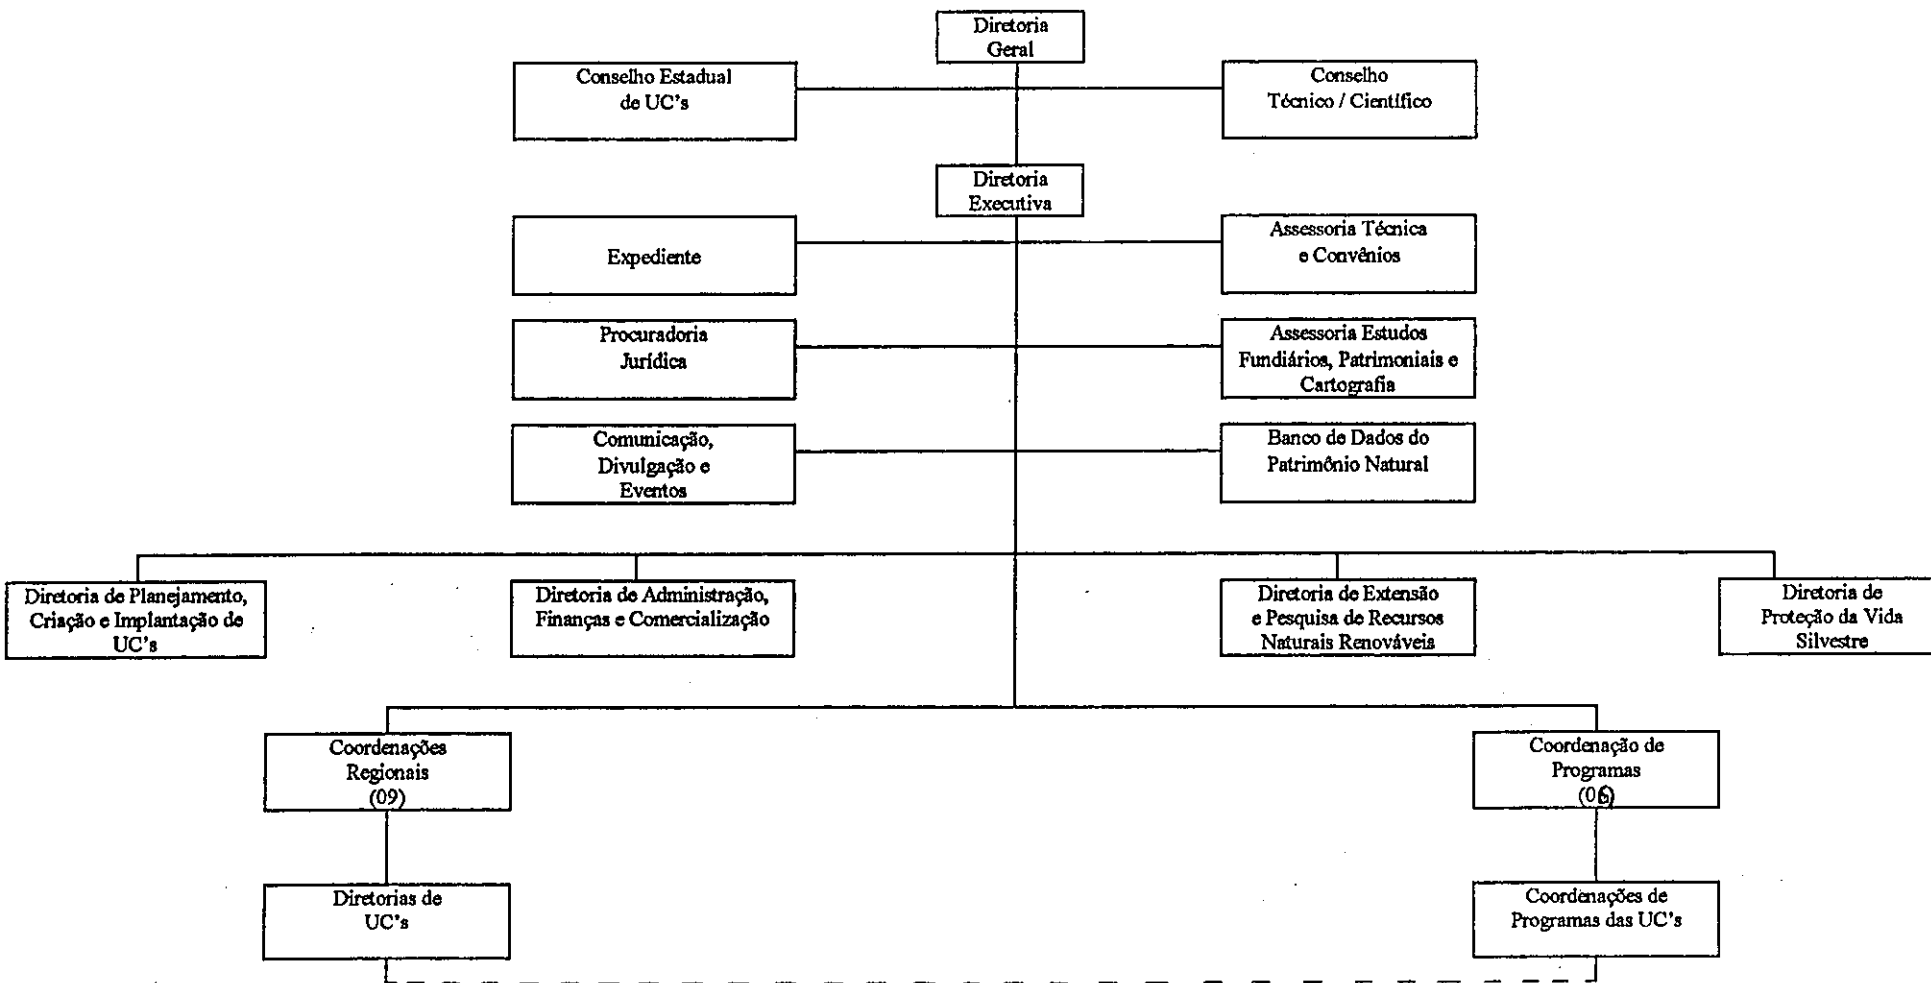 Diretoria
Geral
Conselho Estadual
de UC's
Conselho
Técnico / Científico
Diretoria
Executiva
Expediente
Assessoria Técnica
e Convênios
Procuradoria
Jurídica
Assessoria Estudos
Fundiários, Patrimoniais e
Cartografia
Comunicação,
Divulgação e
Eventos
Banco de Dados do
Patrimônio Natural
Diretoria de Planejamento,
Criação e Implantação de
UC's
Diretoria de Administração,
Finanças e Comercialização
Diretoria de Extensão
e Pesquisa de Recursos
Naturais Renováveis
Diretoria de
Proteção da Vida
Silvestre
Coordenações
Regionais
(09)
Coordenação de
Programas
(06)
Diretorias de
UC's
Coordenações de
Programas das UC's